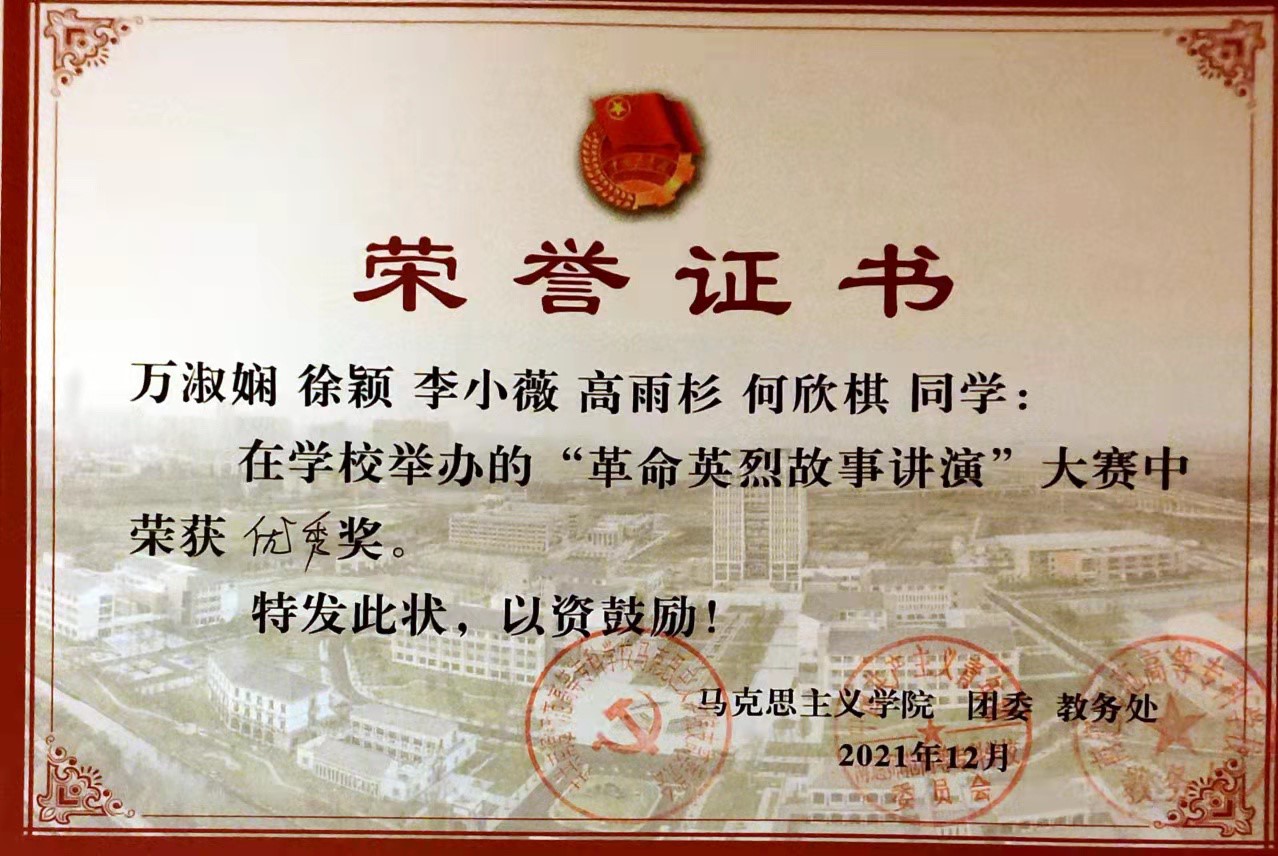 荣誉证书
万淑娴 徐颖 李小薇 高雨杉 何欣棋 同学：
在学校举办的“革命英烈故事讲演”大赛中
荣获 优秀奖。
特发此状，以资鼓励！
马克思主义学院 团委 教务处
2021年12月
委员会